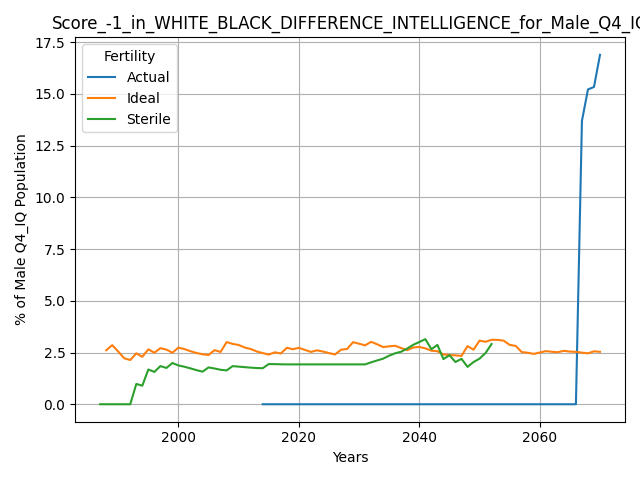 Score_-1_in_WHITE_BLACK_DIFFERENCE_INTELLIGENCE_for_Male_Q4_IQ
Fertility
Actual
Ideal
Sterile
17.5
15.0
12.5
10.0
7.5
5.0
2.5
0.0
% of Male Q4_IQ Population
2000
2020
2040
2060
Years